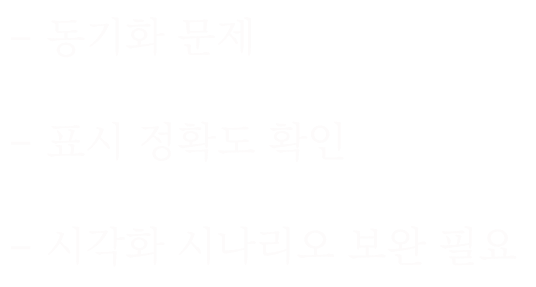 - 동기화 문제
- 표시 정확도 확인
- 시각화 시나리오 보완 필요